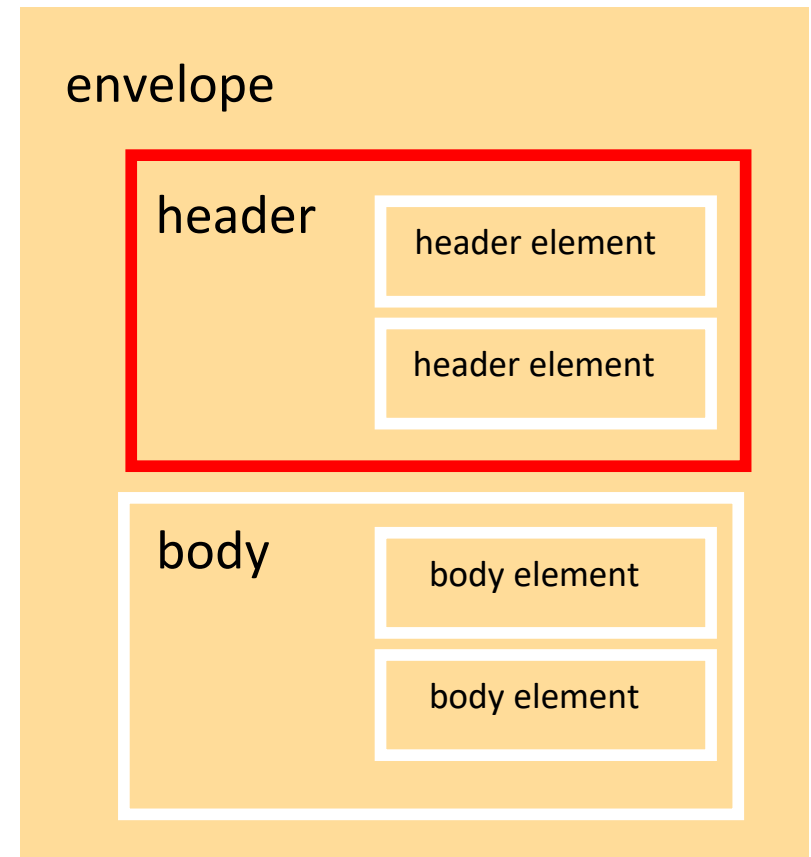 envelope
header
header element
header element
body
body element
body element